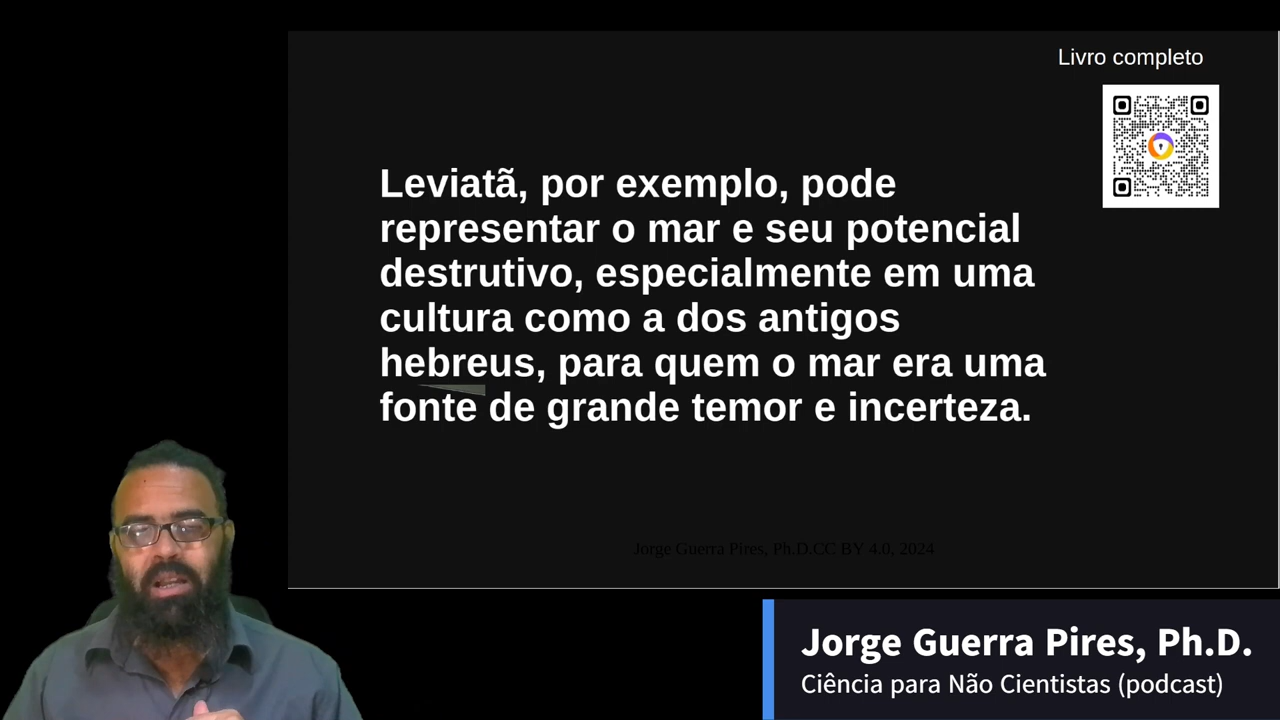 Livro completo
Leviatã, por exemplo, pode
representar o mar e seu potencial
destrutivo, especialmente em uma
cultura como a dos antigos
hebreus, para quem o mar era uma
fonte de grande temor e incerteza.
Jorge Guerra Pires, Ph.D.CC BY 4.0, 2024
Jorge Guerra Pires, Ph.D.
Ciência para Não Cientistas (podcast)